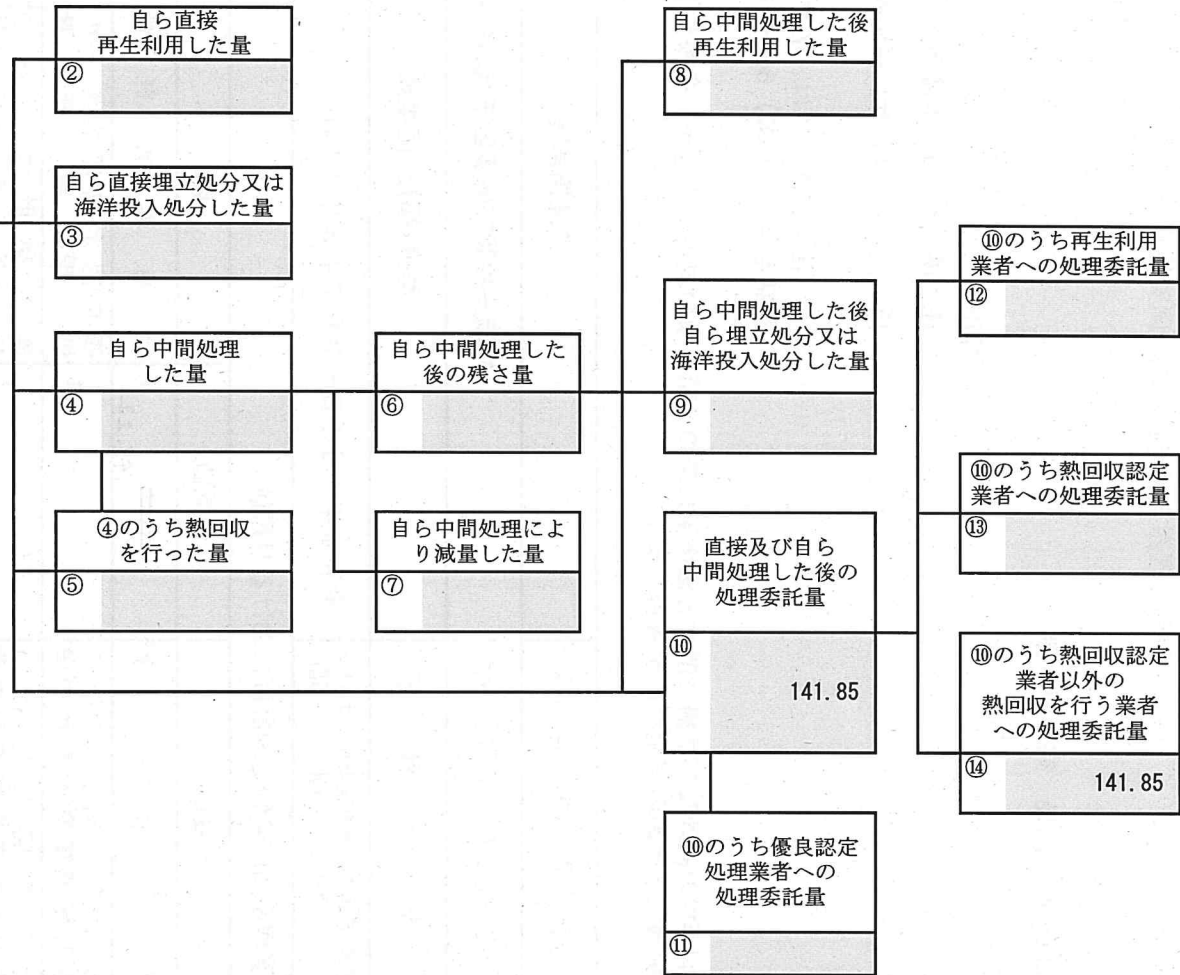 自ら直接
再生利用した量
②
自ら直接埋立処分又は
海洋投入処分した量
③
自ら中間処理
した量
④
④のうち熱回収
を行った量
⑤
自ら中間処理した
後の残さ量
⑥
自ら中間処理によ
り減量した量
⑦
自ら中間処理した後
再生利用した量
⑧
自ら中間処理した後
自ら埋立処分又は
海洋投入処分した量
⑨
直接及び自ら
中間処理した後の
処理委託量
⑩
141.85
⑩のうち優良認定
処理業者への
処理委託量
⑪
⑩のうち再生利用
業者への処理委託量
⑫
⑩のうち熱回収認定
業者への処理委託量
⑬
⑩のうち熱回収認定
業者以外の
熱回収を行う業者
への処理委託量
⑭
141.85